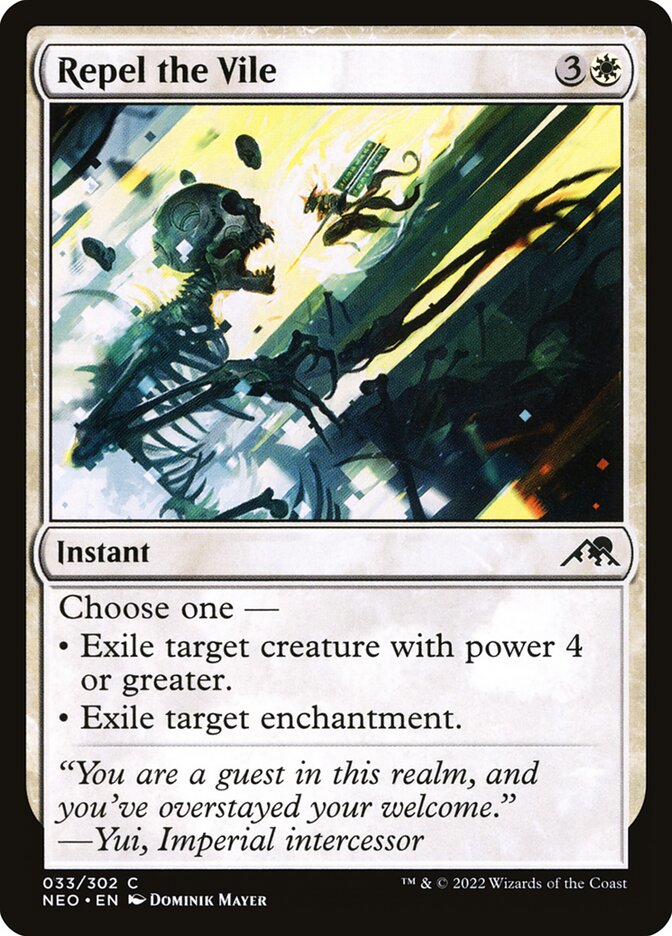 Repel the Vile 3
Instant
Choose one —
• Exile target creature with power 4
or greater.
• Exile target enchantment.
“You are a guest in this realm, and
you’ve overstayed your welcome.”
—Yui, Imperial intercessor
033/302 C
NEO • EN Dominik Mayer
™ & © 2022 Wizards of the Coast